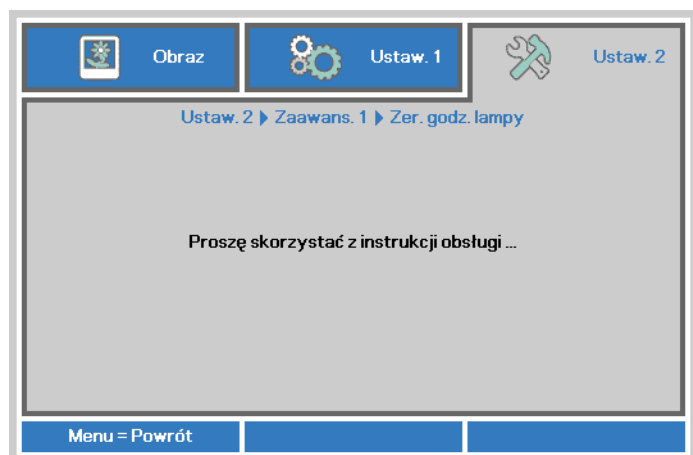 Obraz
Ustaw. 1
Ustaw. 2
Ustaw. 2 Zaawans. 1 Zer. godz. lampy
Proszę skorzystać z instrukcji obsługi ...
Menu = Powrót